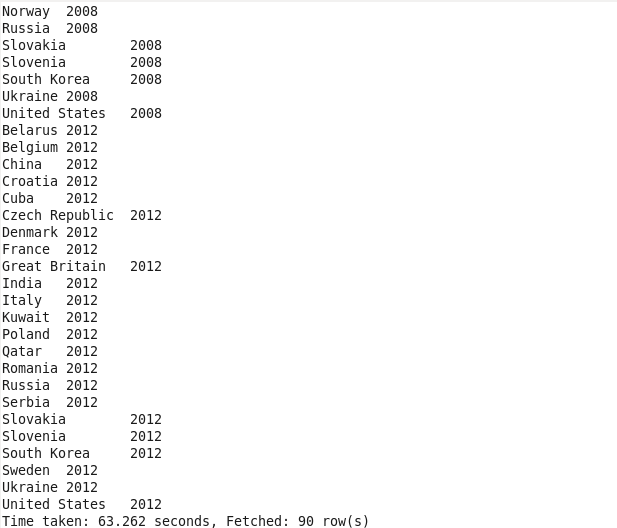 Norway  2008
Russia  2008
Slovakia        2008
Slovenia        2008
South Korea     2008
Ukraine 2008
United States   2008
Belarus 2012
Belgium 2012
China   2012
Croatia 2012
Cuba    2012
Czech Republic  2012
Denmark 2012
France  2012
Great Britain   2012
India   2012
Italy   2012
Kuwait  2012
Poland  2012
Qatar   2012
Romania 2012
Russia  2012
Serbia  2012
Slovakia        2012
Slovenia        2012
South Korea     2012
Sweden  2012
Ukraine 2012
United States   2012
Time taken: 63.262 seconds, Fetched: 90 row(s)